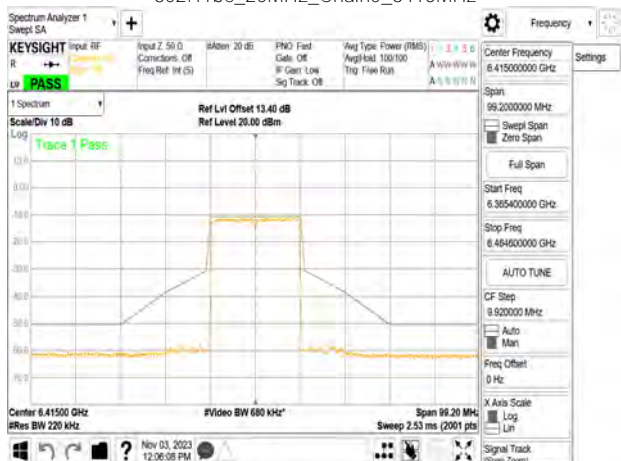 Spectrum Analyzer 1
Swept SA
+
Frequency
KEYSIGHT
Input: RF
R
PASS
Input Z: 50 Ω
Corrections: Off
Freq Ref: Int (S)
#Atten: 20 dB
PNO: Fast
Gate: Off
IF Gain: Low
Sig Track: Off
Avg Type: Power (RMS)
Avg|Hold: 100/100
Trig: Free Run
Center Frequency
6.415000000 GHz
Settings
Span
99.2000000 MHz
Swept Span
Zero Span
Full Span
Start Freq
6.365400000 GHz
Stop Freq
6.464600000 GHz
AUTO TUNE
CF Step
9.920000 MHz
Auto
Man
Freq Offset
0 Hz
X Axis Scale
Log
Lin
Signal Track
1 Spectrum
Scale/Div 10 dB
Ref Lvl Offset 13.40 dB
Ref Level 20.00 dBm
Log
Trace 1 Pass
Center 6.41500 GHz
#Res BW 220 kHz
#Video BW 680 kHz*
Span 99.20 MHz
Sweep 2.53 ms (2001 pts
?
Nov 03, 2023
12:06:08 PM